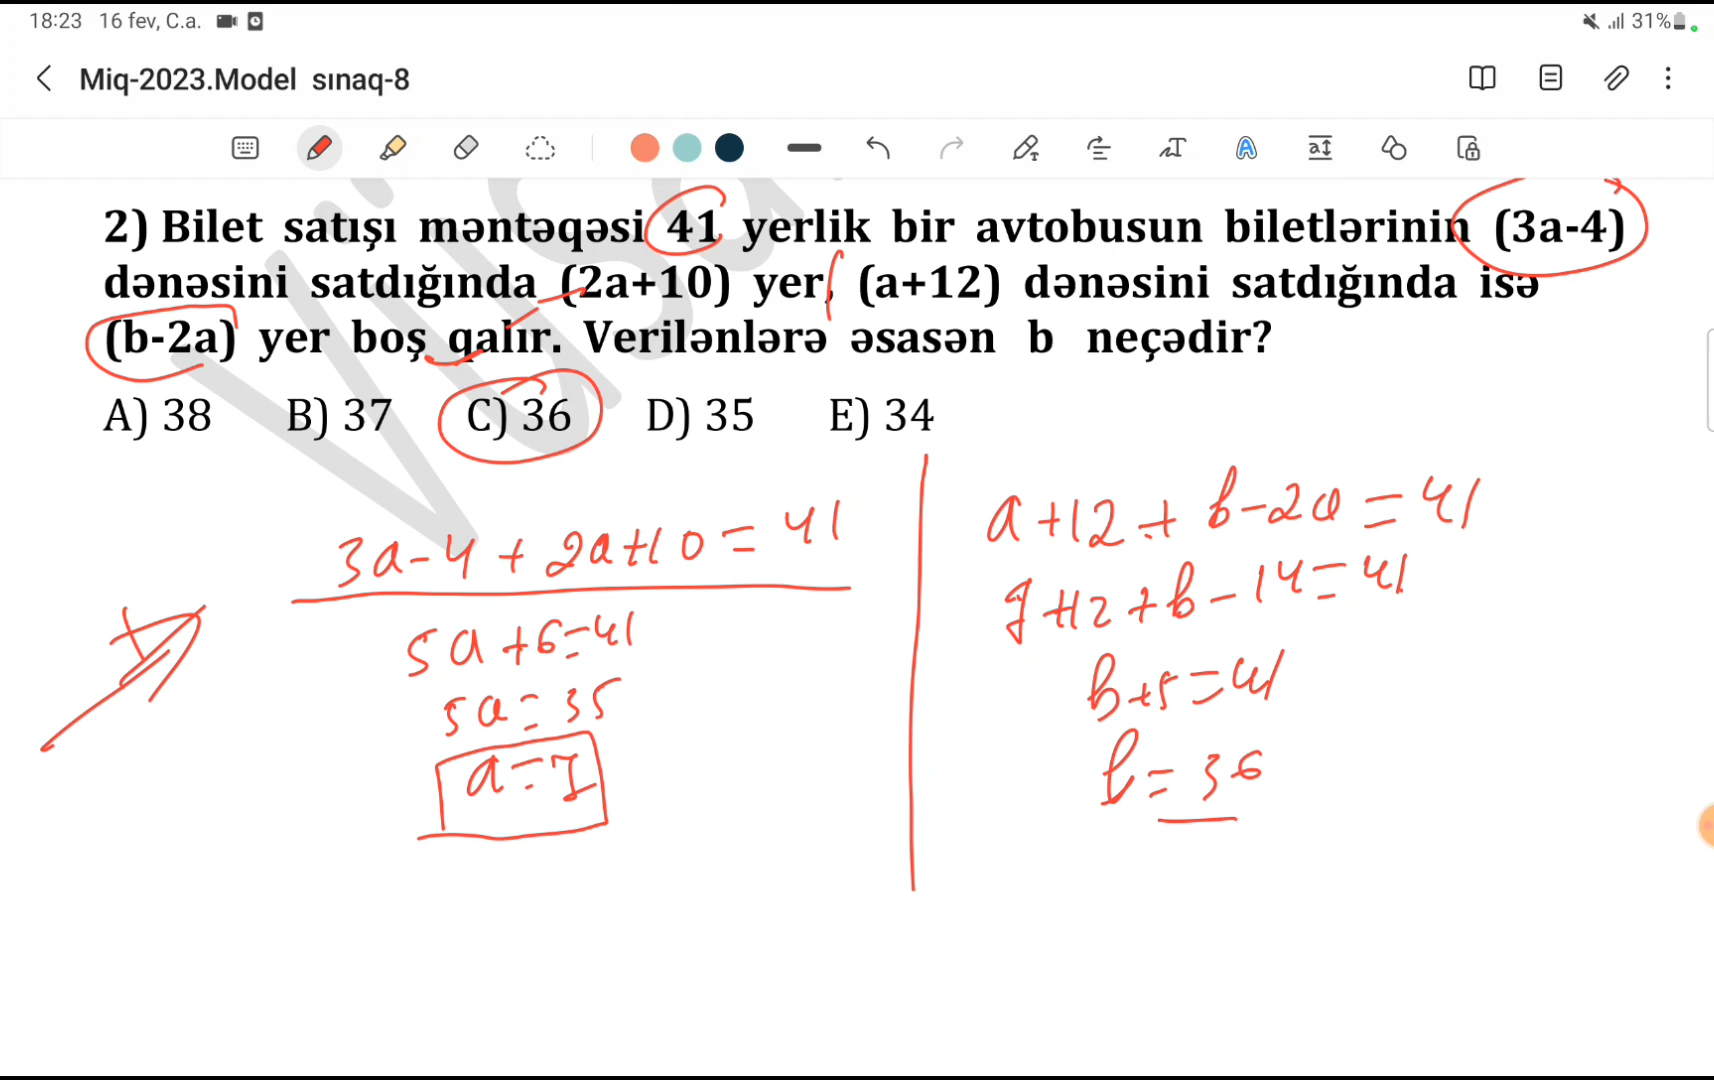 18:23 16 fev, C.a. 31%
Miq-2023.Model sınaq-8
2) Bilet satışı məntəqəsi 41 yerlik bir avtobusun biletlərinin (3a-4)
dənəsini satdığında (2a+10) yer, (a+12) dənəsini satdığında isə
(b-2a) yer boş qalır. Verilənlərə əsasən b neçədir?
A) 38 B) 37 C) 36 D) 35 E) 34
3a-4+2a+10=41
5a+6=41
5a=35
a=7
a+12+b-2a=41
7+12+b-14=41
b+5=41
b=36